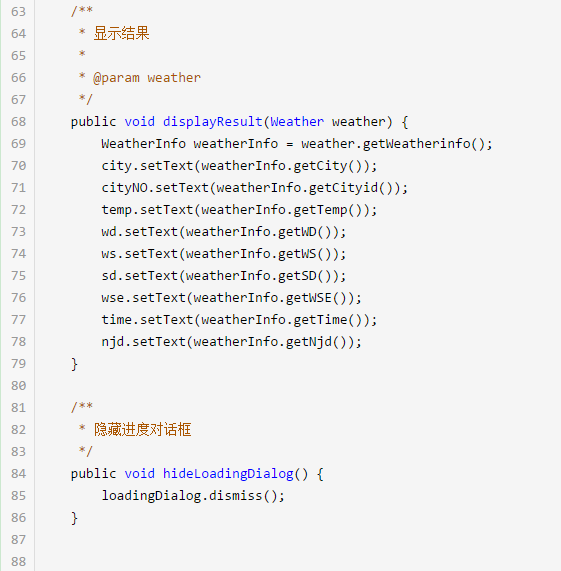 63 /**
64 * 显示结果
65 *
66 * @param weather
67 */
68 public void displayResult(Weather weather) {
69 WeatherInfo weatherInfo = weather.getWeatherinfo();
70 city.setText(weatherInfo.getCity());
71 cityNO.setText(weatherInfo.getCityid());
72 temp.setText(weatherInfo.getTemp());
73 wd.setText(weatherInfo.getWD());
74 ws.setText(weatherInfo.getWS());
75 sd.setText(weatherInfo.getSD());
76 wse.setText(weatherInfo.getWSE());
77 time.setText(weatherInfo.getTime());
78 njd.setText(weatherInfo.getNjd());
79 }
80
81 /**
82 * 隐藏进度对话框
83 */
84 public void hideLoadingDialog() {
85 loadingDialog.dismiss();
86 }
87
88